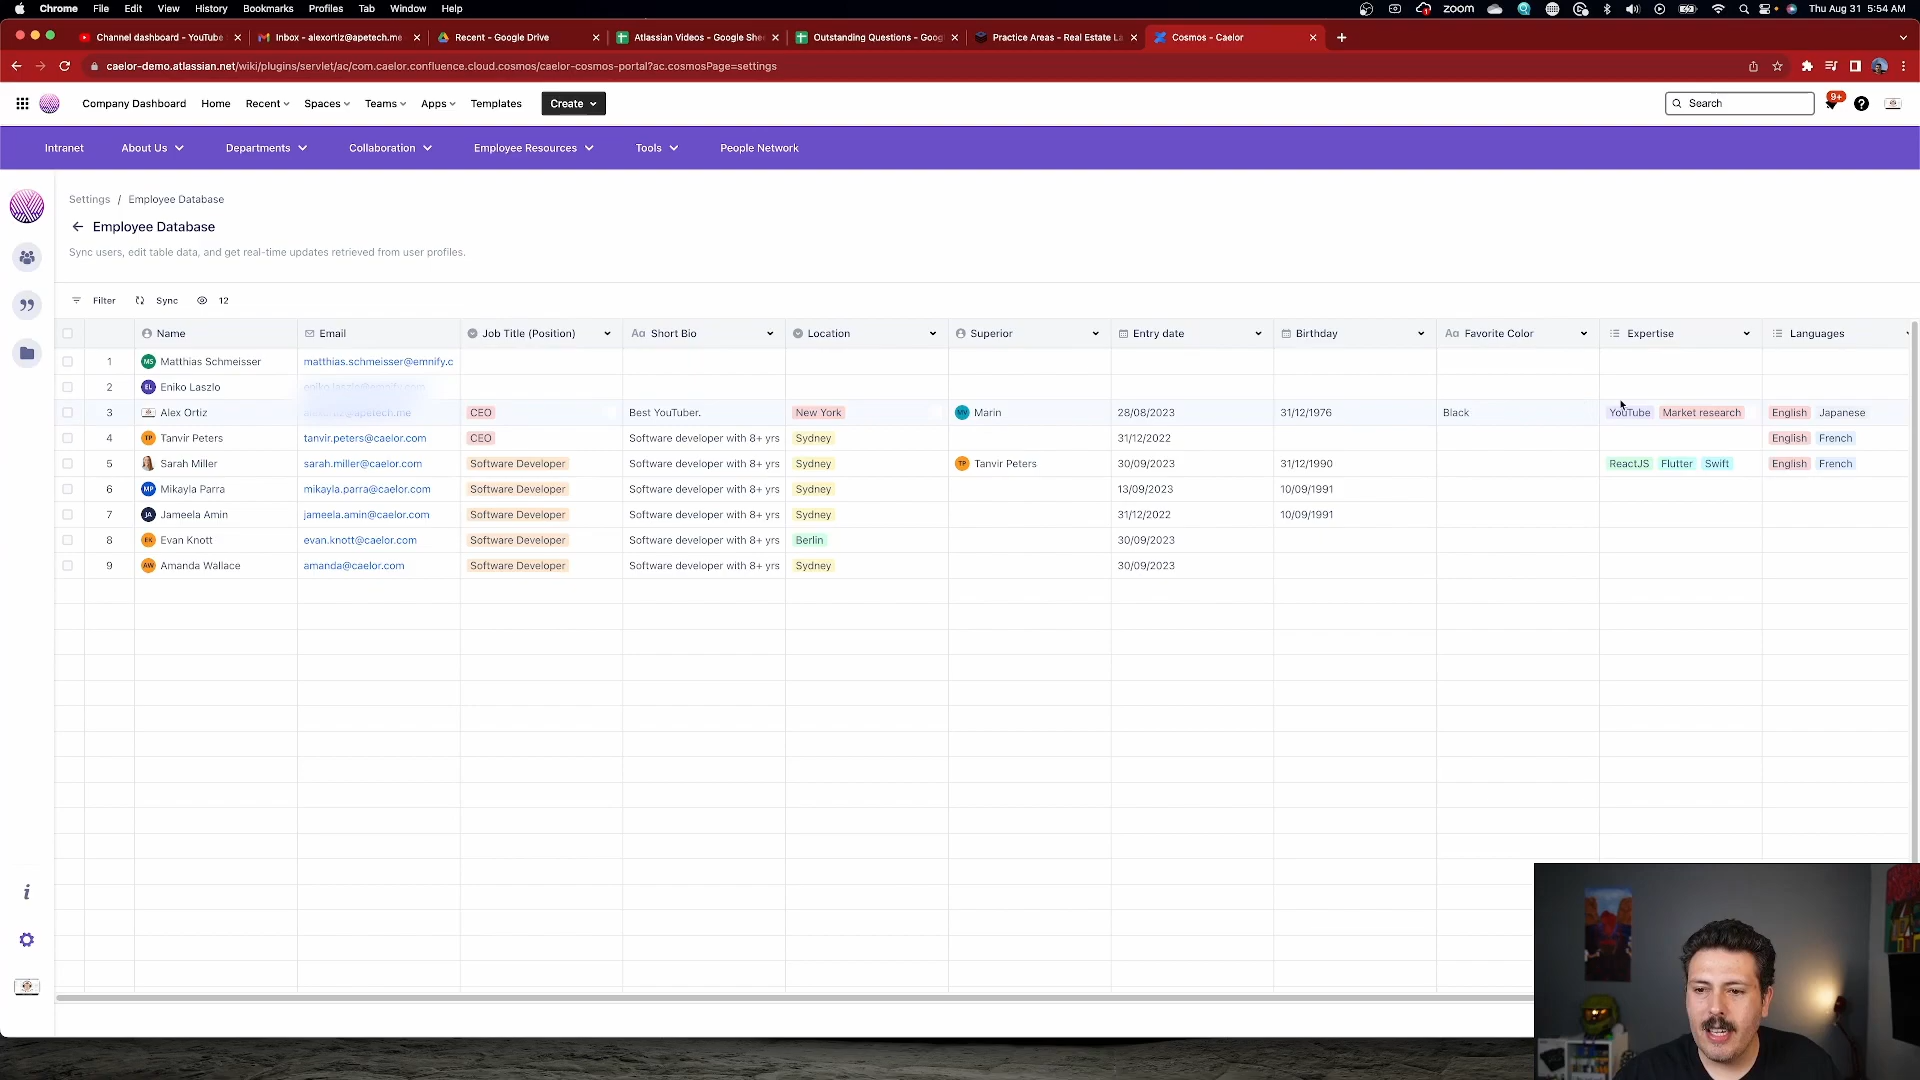 Chrome File Edit View History Bookmarks Profiles Tab Window Help zoom Thu Aug 31 5:54 AM
Channel dashboard - YouTube Inbox - alexortiz@apetech.me Recent - Google Drive Atlassian Videos - Google She Outstanding Questions - Goog Practice Areas - Real Estate La Cosmos - Caelor
caelor-demo.atlassian.net/wiki/plugins/servlet/ac/com.caelor.confluence.cloud.cosmos/caelor-cosmos-portal?ac.cosmosPage=settings
Company Dashboard Home Recent Spaces Teams Apps Templates Create Search 9+
Intranet About Us Departments Collaboration Employee Resources Tools People Network
Settings / Employee Database
Employee Database
Sync users, edit table data, and get real-time updates retrieved from user profiles.
Filter Sync 12
Name Email Job Title (Position) Aa Short Bio Location Superior Entry date Birthday Aa Favorite Color Expertise Languages
1 MS Matthias Schmeisser matthias.schmeisser@emnify.c
2 EL Eniko Laszlo
3 Alex Ortiz CEO Best YouTuber. New York Marin 28/08/2023 31/12/1976 Black YouTube Market research English Japanese
4 TP Tanvir Peters tanvir.peters@caelor.com CEO Software developer with 8+ yrs Sydney 31/12/2022 English French
5 Sarah Miller sarah.miller@caelor.com Software Developer Software developer with 8+ yrs Sydney TP Tanvir Peters 30/09/2023 31/12/1990 ReactJS Flutter Swift English French
6 MP Mikayla Parra mikayla.parra@caelor.com Software Developer Software developer with 8+ yrs Sydney 13/09/2023 10/09/1991
7 JA Jameela Amin jameela.amin@caelor.com Software Developer Software developer with 8+ yrs Sydney 31/12/2022 10/09/1991
8 EK Evan Knott evan.knott@caelor.com Software Developer Software developer with 8+ yrs Berlin 30/09/2023
9 AW Amanda Wallace amanda@caelor.com Software Developer Software developer with 8+ yrs Sydney 30/09/2023